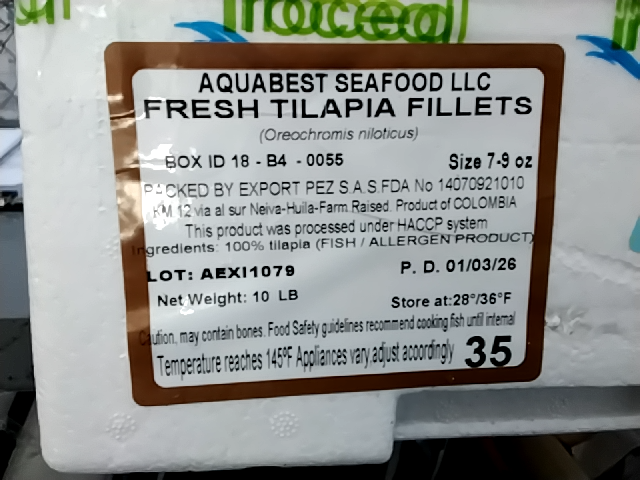 AQUABEST SEAFOOD LLC
FRESH TILAPIA FILLETS
(Oreochromis niloticus)
BOX ID 18 - B4 - 0055 Size 7-9 oz
PACKED BY EXPORT PEZ S.A.S.FDA No 14070921010
KM 12 via al sur Neiva-Huila-Farm Raised. Product of COLOMBIA
This product was processed under HACCP system
Ingredients: 100% tilapia (FISH / ALLERGEN PRODUCT)
LOT: AEXI1079 P. D. 01/03/26
Net Weight: 10 LB Store at:28°/36°F
Caution, may contain bones. Food Safety guidelines recommend cooking fish until internal
Temperature reaches 145°F Appliances vary,adjust acoordingly 35